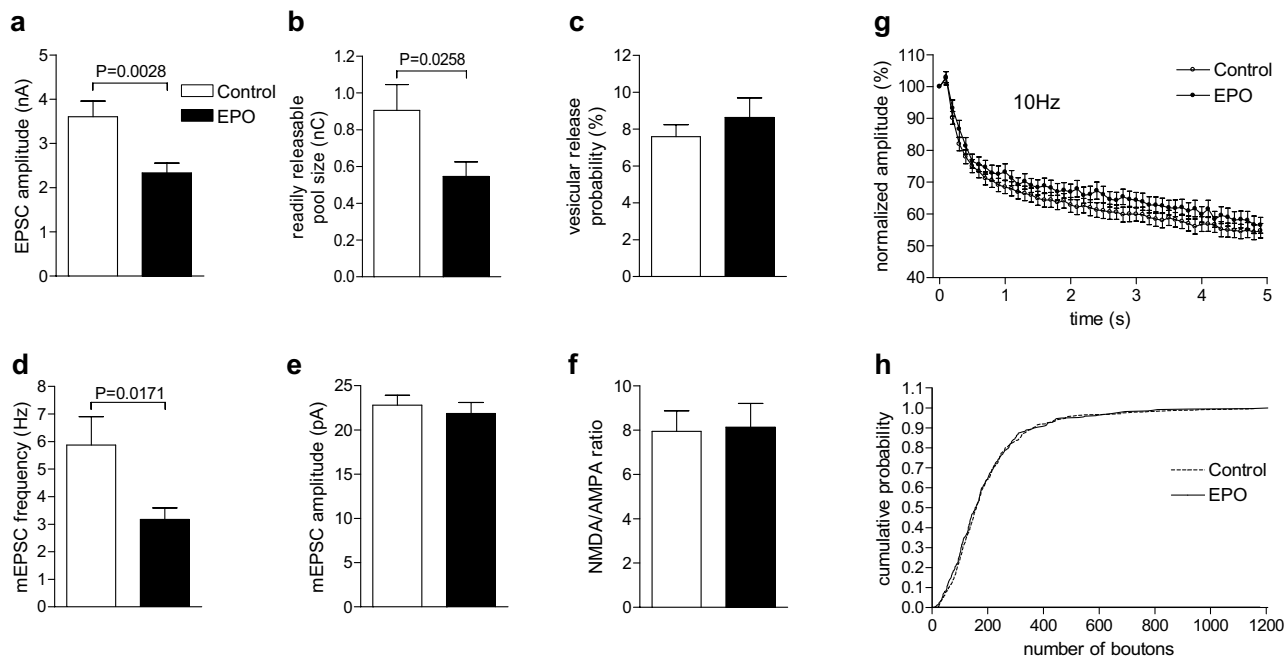 a
EPSC amplitude (nA)
5
4
3
2
1
0
P=0.0028
Control
EPO
b
readily releasable
pool size (nC)
1.2
1.0
0.8
0.6
0.4
0.2
0.0
P=0.0258
c
vesicular release
probability (%)
12
10
8
6
4
2
0
g
normalized amplitude (%)
110
100
90
80
70
60
50
40
10Hz
Control
EPO
0 1 2 3 4 5
time (s)
d
mEPSC frequency (Hz)
8
7
6
5
4
3
2
1
0
P=0.0171
e
mEPSC amplitude (pA)
25
20
15
10
5
0
f
NMDA/AMPA ratio
10
8
6
4
2
0
h
cumulative probability
1.1
1.0
0.9
0.8
0.7
0.6
0.5
0.4
0.3
0.2
0.1
0.0
Control
EPO
0 200 400 600 800 1000 1200
number of boutons